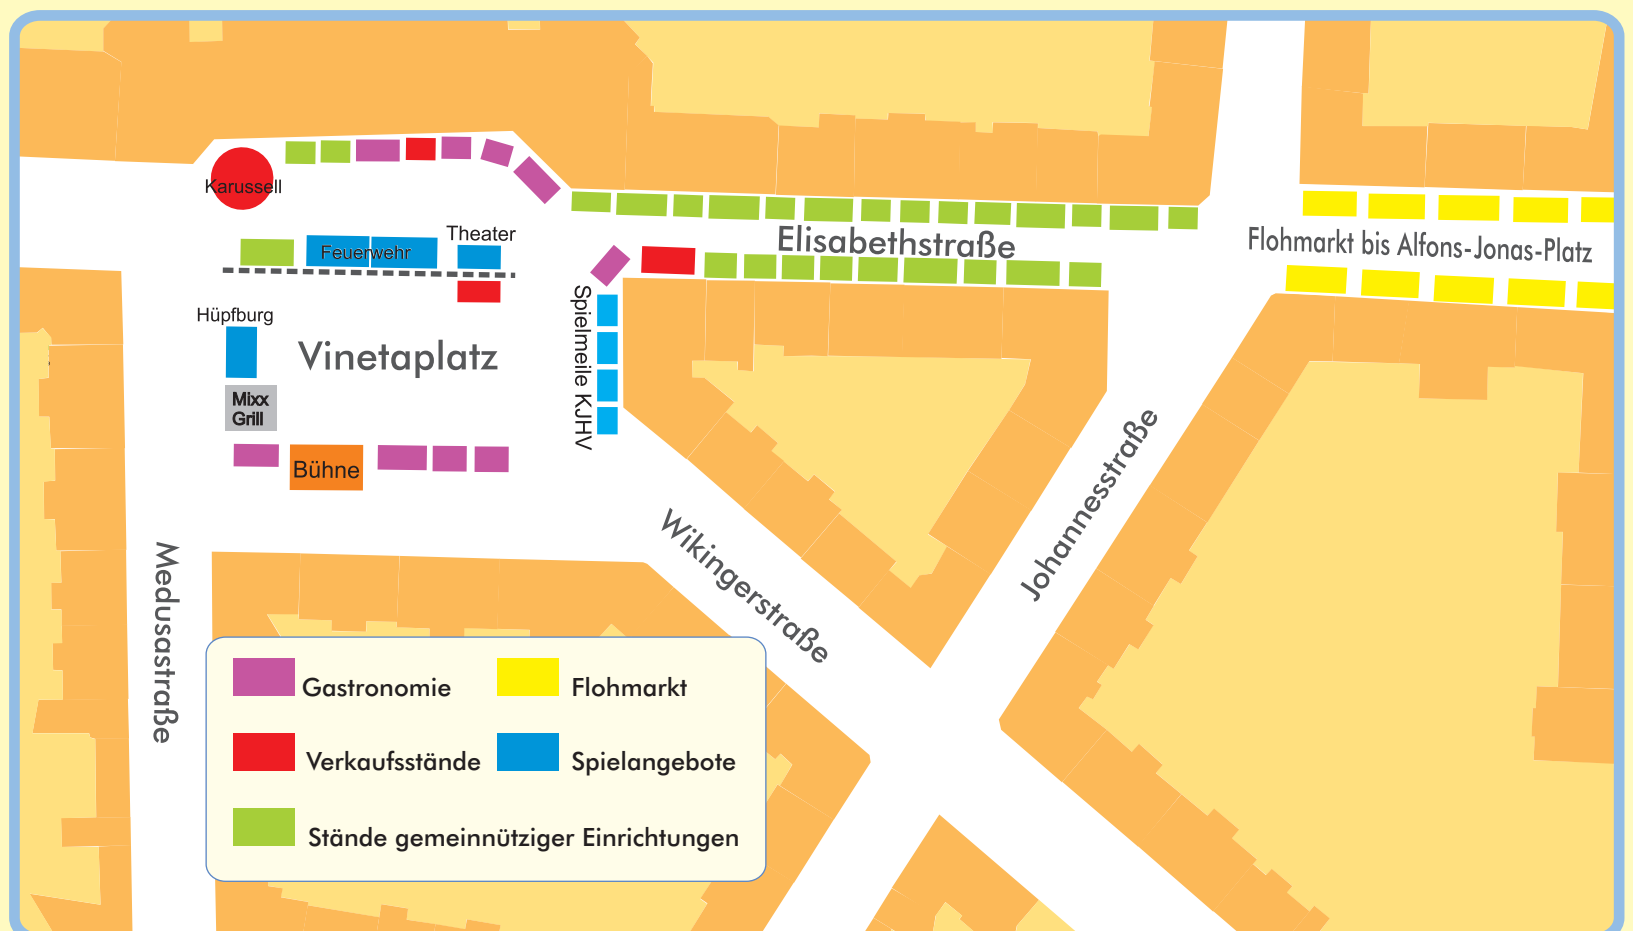 Karussell
Theater
Feuerwehr
Elisabethstraße
Flohmarkt bis Alfons-Jonas-Platz
Hüpfburg
Vinetaplatz
Spielmeile KJHV
Mixx
Grill
Bühne
Wikingerstraße
Johannesstraße
Medusastraße
Gastronomie
Flohmarkt
Verkaufsstände
Spielangebote
Stände gemeinnütziger Einrichtungen